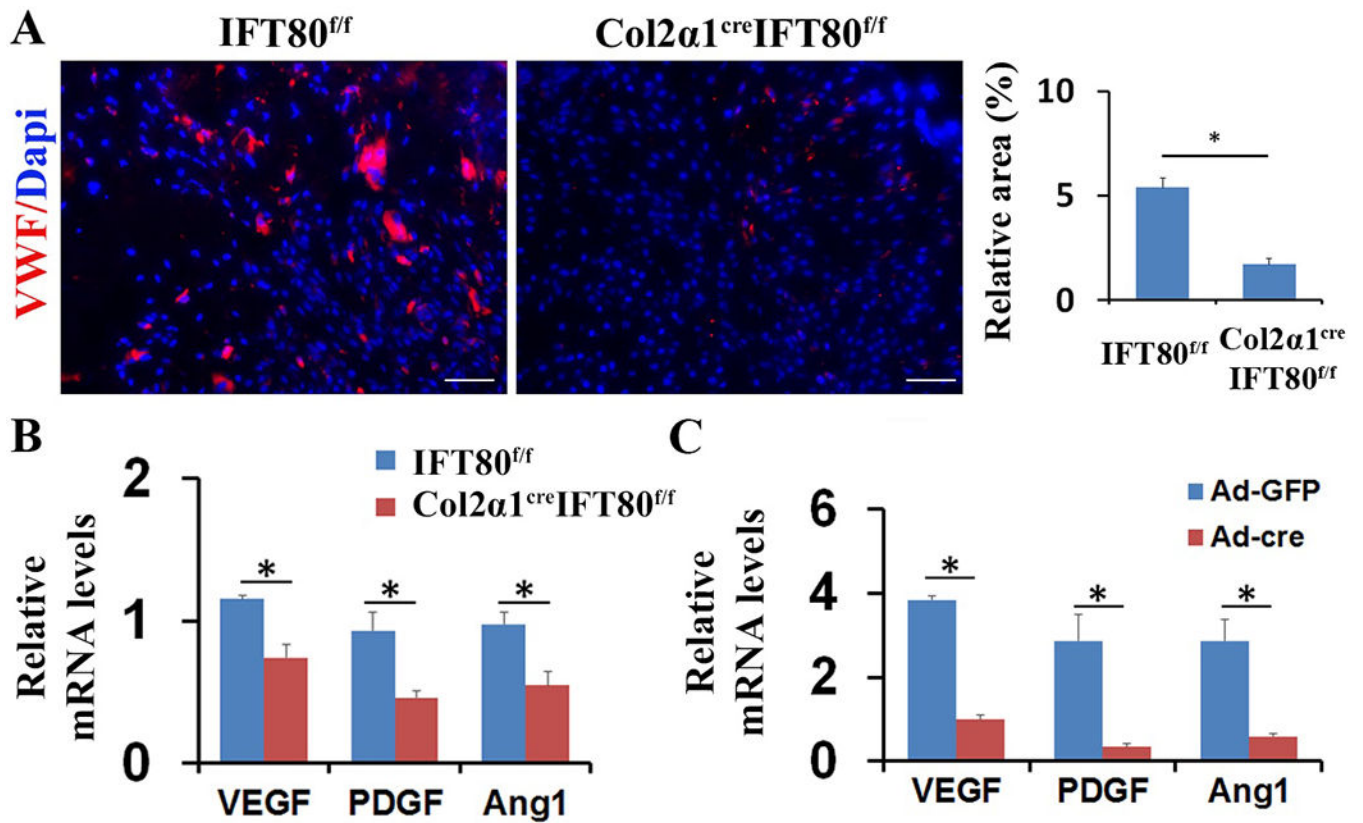 A
IFT80f/f
Col2α1creIFT80f/f
VWF/Dapi
Relative area (%)
10
5
0
*
IFT80f/f
Col2α1cre
IFT80f/f
B
IFT80f/f
Col2α1creIFT80f/f
Relative
mRNA levels
2
1
0
*
*
*
VEGF
PDGF
Ang1
C
Ad-GFP
Ad-cre
Relative
mRNA levels
6
4
2
0
*
*
*
VEGF
PDGF
Ang1